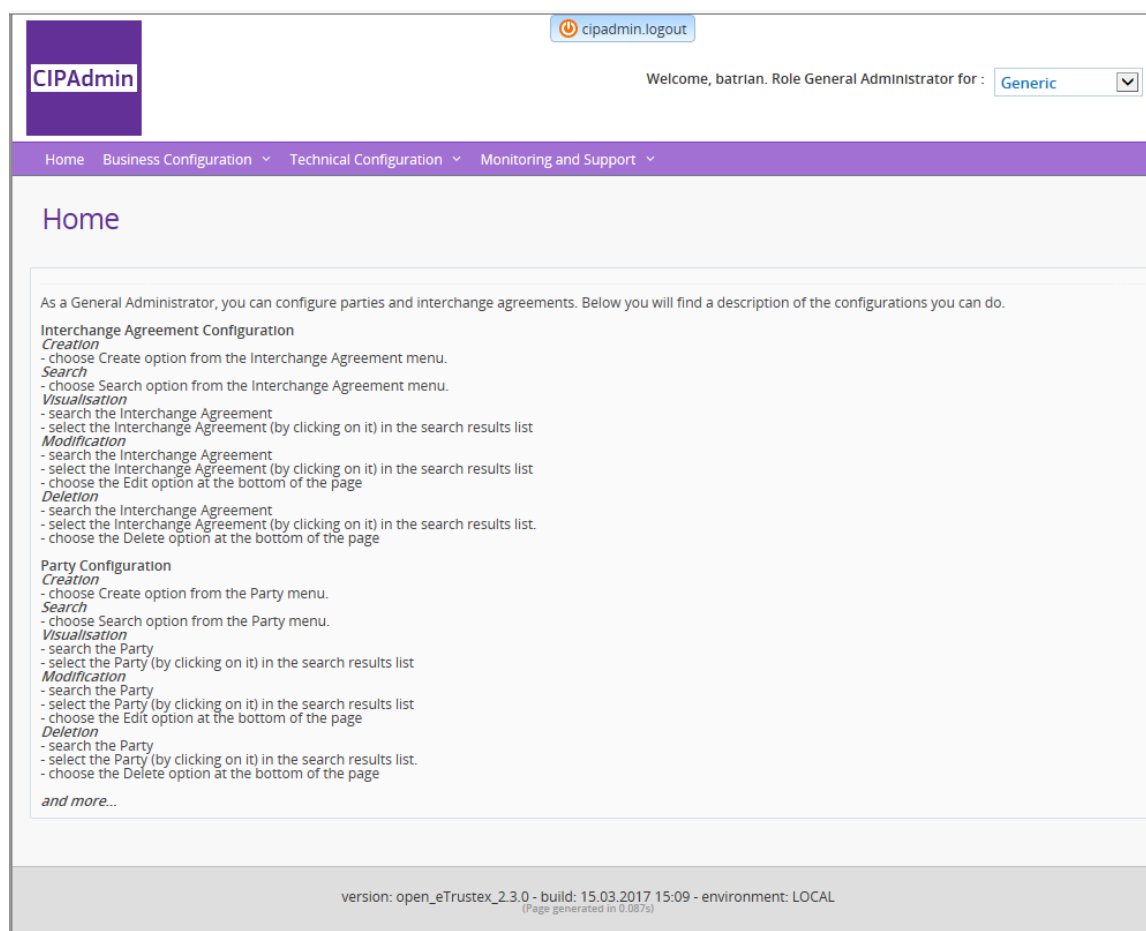 cipadmin.logout
CIPAdmin
Welcome, batrian. Role General Administrator for :
Generic
Home Business Configuration Technical Configuration Monitoring and Support
Home
As a General Administrator, you can configure parties and interchange agreements. Below you will find a description of the configurations you can do.
Interchange Agreement Configuration
Creation
- choose Create option from the Interchange Agreement menu.
Search
- choose Search option from the Interchange Agreement menu.
Visualisation
- search the Interchange Agreement
- select the Interchange Agreement (by clicking on it) in the search results list
Modification
- search the Interchange Agreement
- select the Interchange Agreement (by clicking on it) in the search results list
- choose the Edit option at the bottom of the page
Deletion
- search the Interchange Agreement
- select the Interchange Agreement (by clicking on it) in the search results list.
- choose the Delete option at the bottom of the page
Party Configuration
Creation
- choose Create option from the Party menu.
Search
- choose Search option from the Party menu.
Visualisation
- search the Party
- select the Party (by clicking on it) in the search results list
Modification
- search the Party
- select the Party (by clicking on it) in the search results list
- choose the Edit option at the bottom of the page
Deletion
- search the Party
- select the Party (by clicking on it) in the search results list.
- choose the Delete option at the bottom of the page
and more...
version: open_eTrustex_2.3.0 - build: 15.03.2017 15:09 - environment: LOCAL
(Page generated in 0.087s)